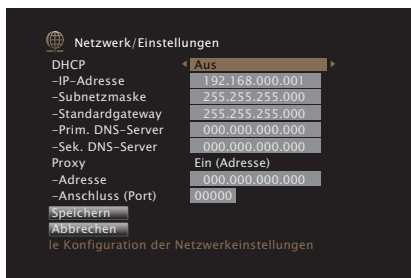 Netzwerk/Einstellungen
DHCP Aus
-IP-Adresse 192.168.000.001
-Subnetzmaske 255.255.255.000
-Standardgateway 255.255.255.000
-Prim. DNS-Server 000.000.000.000
-Sek. DNS-Server 000.000.000.000
Proxy Ein (Adresse)
-Adresse 000.000.000.000
-Anschluss (Port) 00000
Speichern
Abbrechen
le Konfiguration der Netzwerkeinstellungen